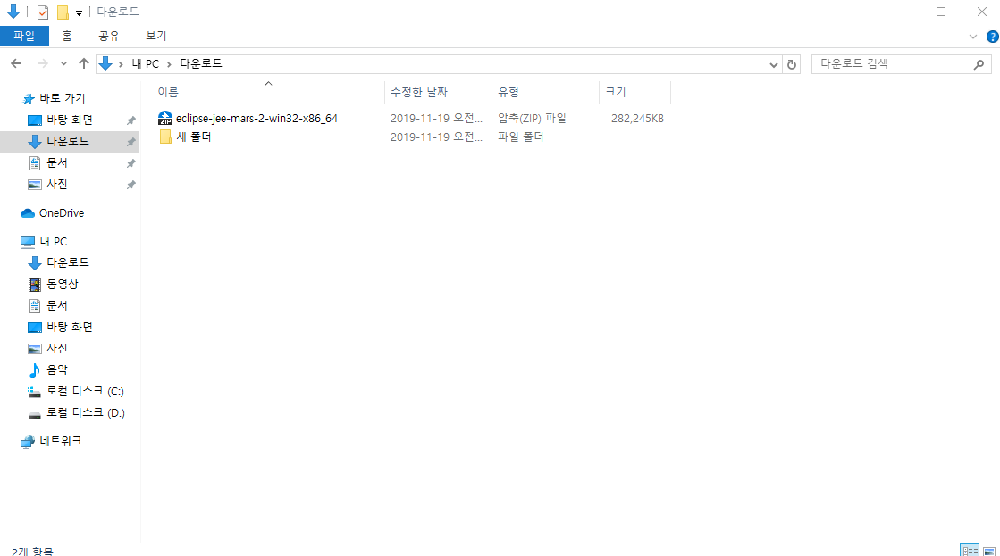 다운로드
파일 홈 공유 보기
내 PC 다운로드 다운로드 검색
이름 수정한 날짜 유형 크기
eclipse-jee-mars-2-win32-x86_64 2019-11-19 오전... 압축(ZIP) 파일 282,245KB
새 폴더 2019-11-19 오전... 파일 폴더
바로 가기
바탕 화면
다운로드
문서
사진
OneDrive
내 PC
다운로드
동영상
문서
바탕 화면
사진
음악
로컬 디스크 (C:)
로컬 디스크 (D:)
네트워크
2개 항목